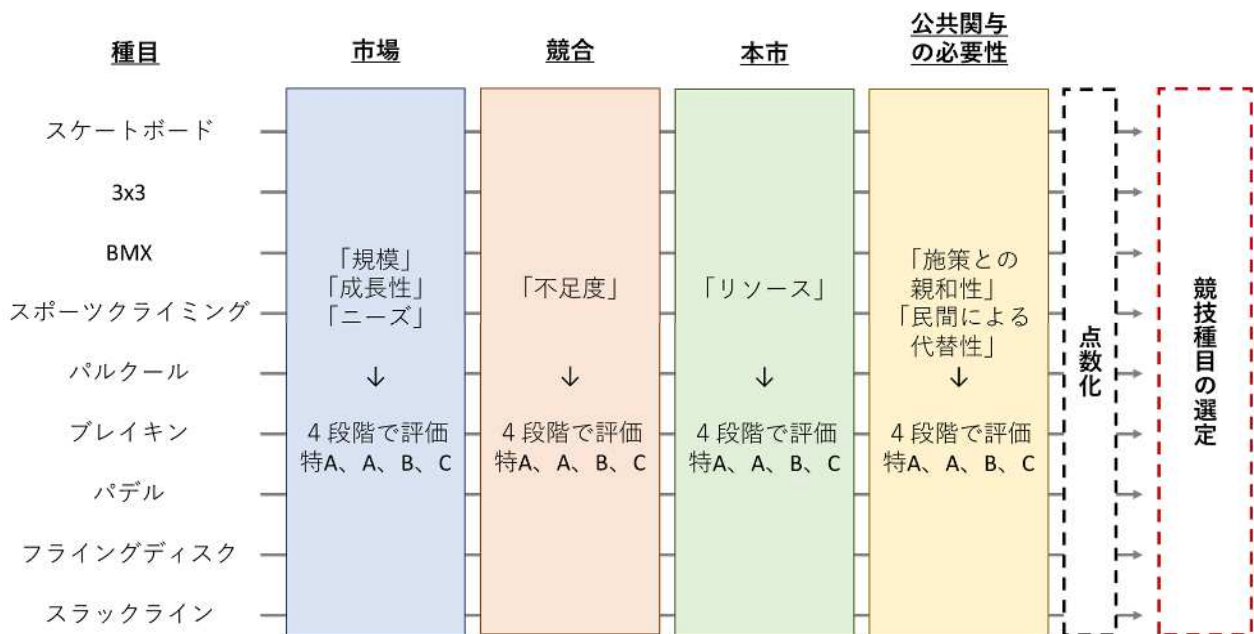 種目
市場
競合
本市
公共関与
の必要性
スケートボード
3x3
BMX
スポーツクライミング
パルクール
ブレイキン
パデル
フライングディスク
スラックライン
「規模」
「成長性」
「ニーズ」
↓
４段階で評価
特A、A、B、C
「不足度」
↓
４段階で評価
特A、A、B、C
「リソース」
↓
４段階で評価
特A、A、B、C
「施策との
親和性」
「民間による
代替性」
↓
４段階で評価
特A、A、B、C
点数化
競技種目の選定